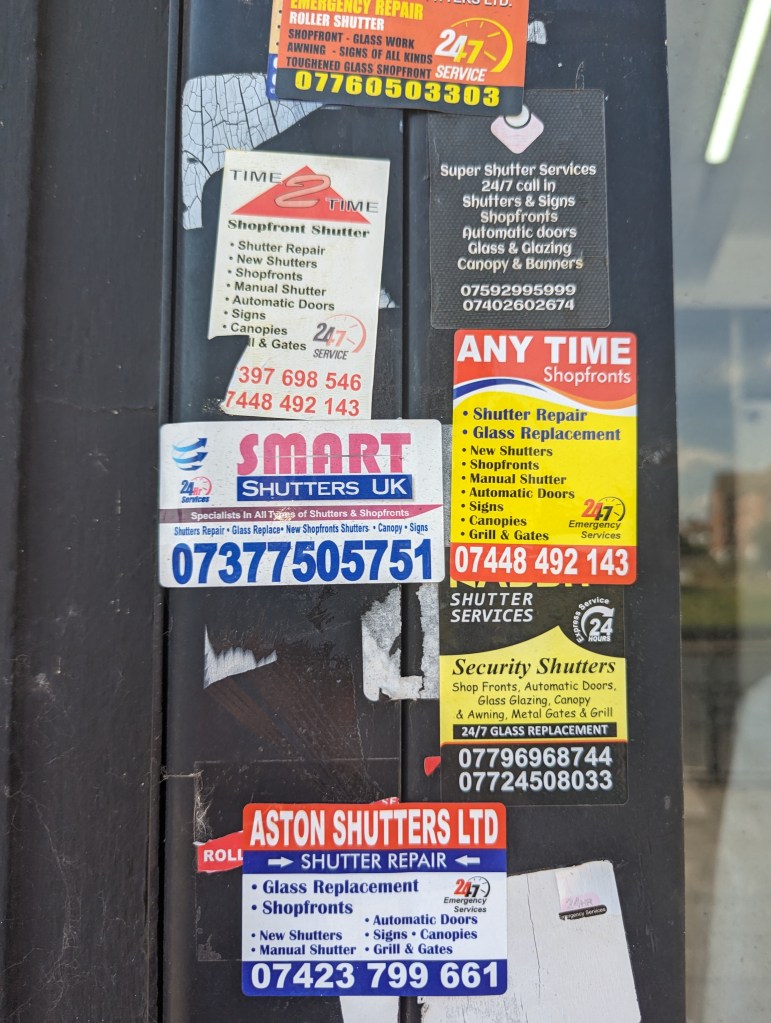 TERS LTD.
EMERGENCY REPAIR
ROLLER SHUTTER
SHOPFRONT - GLASS WORK
AWNING - SIGNS OF ALL KINDS
TOUGHENED GLASS SHOPFRONT
24-7
SERVICE
07760503303
TIME 2 TIME
Shopfront Shutter
• Shutter Repair
• New Shutters
• Shopfronts
• Manual Shutter
• Automatic Doors
• Signs
• Canopies
ll & Gates
24-7
SERVICE
397 698 546
7448 492 143
Super Shutter Services
24/7 call in
Shutters & Signs
Shopfronts
Automatic doors
Glass & Glazing
Canopy & Banners
07592995999
07402602674
ANY TIME
Shopfronts
• Shutter Repair
• Glass Replacement
• New Shutters
• Shopfronts
• Manual Shutter
• Automatic Doors
• Signs
• Canopies
• Grill & Gates
24-7
Emergency
Services
07448 492 143
SMART
SHUTTERS UK
24Hr
Services
Specialists In All Types of Shutters & Shopfronts
Shutters Repair • Glass Replace • New Shopfronts Shutters • Canopy • Signs
07377505751
SHUTTER
SERVICES
Express Service
24
HOURS
Security Shutters
Shop Fronts, Automatic Doors,
Glass Glazing, Canopy
& Awning, Metal Gates & Grill
24/7 GLASS REPLACEMENT
07796968744
07724508033
SE
ROLL
ASTON SHUTTERS LTD
SHUTTER REPAIR
• Glass Replacement
• Shopfronts
• New Shutters
• Manual Shutter
• Automatic Doors
• Signs • Canopies
• Grill & Gates
24-7
Emergency
Services
07423 799 661
24HR
Emergency Services